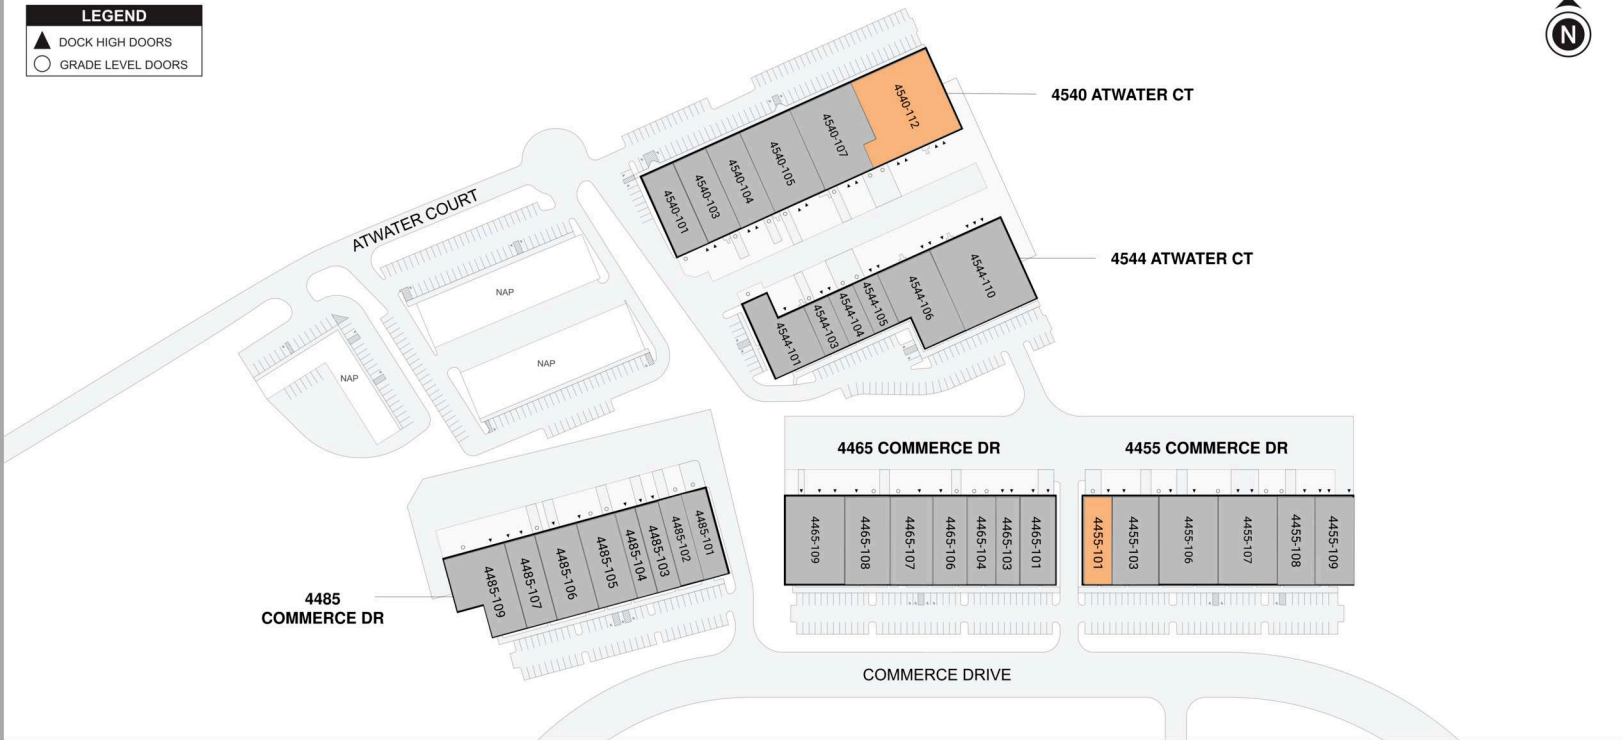 LEGEND
DOCK HIGH DOORS
GRADE LEVEL DOORS
N
4540 ATWATER CT
4540-112
4540-107
4540-105
4540-104
4540-103
4540-101
ATWATER COURT
4544 ATWATER CT
4544-110
4544-106
4544-105
4544-104
4544-103
4544-101
NAP
NAP
NAP
4465 COMMERCE DR
4455 COMMERCE DR
4465-109
4465-108
4465-107
4465-106
4465-104
4465-103
4465-101
4455-101
4455-103
4455-106
4455-107
4455-108
4455-109
4485-109
4485-107
4485-106
4485-105
4485-104
4485-103
4485-102
4485-101
4485
COMMERCE DR
COMMERCE DRIVE